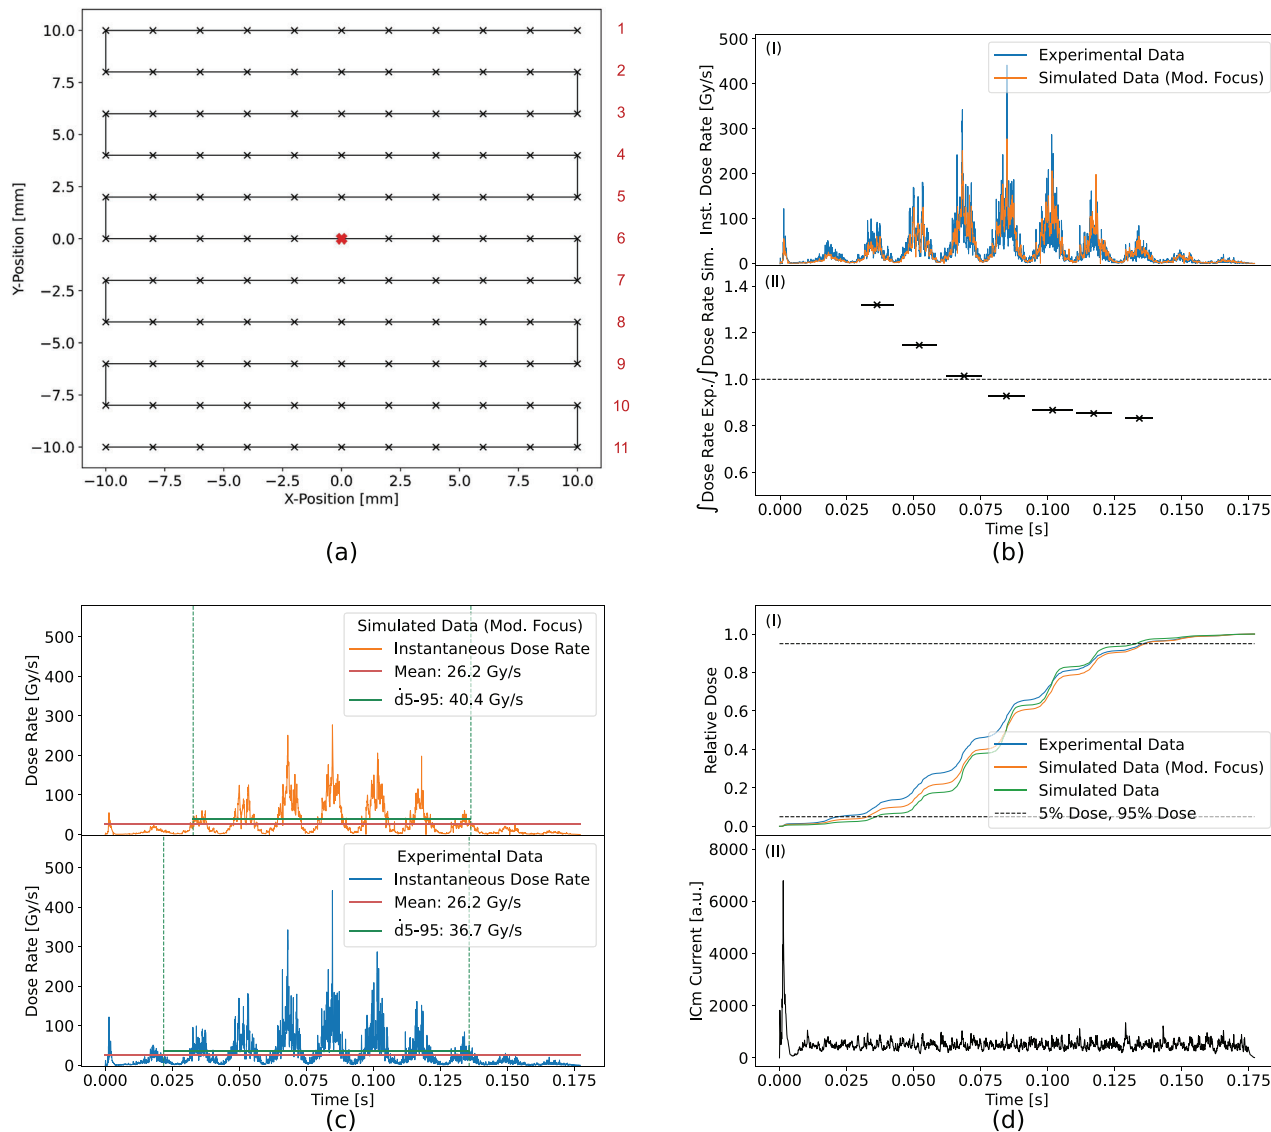 10.0
7.5
5.0
2.5
0.0
−2.5
−5.0
−7.5
−10.0
Y-Position [mm]
1
2
3
4
5
6
7
8
9
10
11
−10.0 −7.5 −5.0 −2.5 0.0 2.5 5.0 7.5 10.0
X-Position [mm]
(a)
(I)
Experimental Data
Simulated Data (Mod. Focus)
500
400
300
200
100
0
Inst. Dose Rate [Gy/s]
(II)
1.4
1.2
1.0
0.8
0.6
∫Dose Rate Exp./∫Dose Rate Sim.
0.000 0.025 0.050 0.075 0.100 0.125 0.150 0.175
Time [s]
(b)
500
400
300
200
100
0
Dose Rate [Gy/s]
Simulated Data (Mod. Focus)
Instantaneous Dose Rate
Mean: 26.2 Gy/s
ḋ5-95: 40.4 Gy/s
500
400
300
200
100
0
Dose Rate [Gy/s]
Experimental Data
Instantaneous Dose Rate
Mean: 26.2 Gy/s
ḋ5-95: 36.7 Gy/s
0.000 0.025 0.050 0.075 0.100 0.125 0.150 0.175
Time [s]
(c)
(I)
1.0
0.8
0.6
0.4
0.2
0.0
Relative Dose
Experimental Data
Simulated Data (Mod. Focus)
Simulated Data
5% Dose, 95% Dose
(II)
8000
6000
4000
2000
0
ICm Current [a.u.]
0.000 0.025 0.050 0.075 0.100 0.125 0.150 0.175
Time [s]
(d)